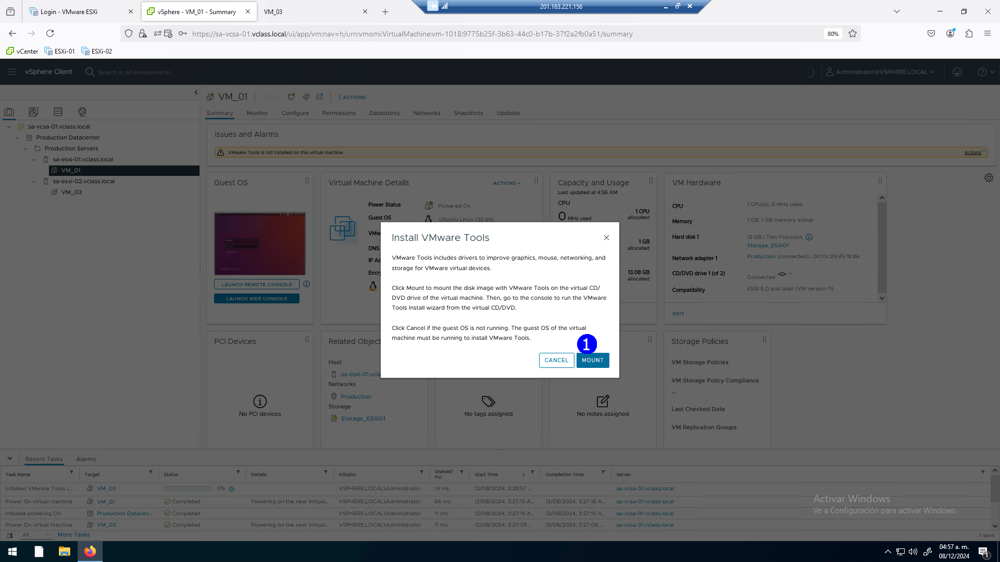 Login - VMware ESXi
vSphere - VM_01 - Summary
VM_03
201.163.221.156
https://sa-vcsa-01.vclass.local/ui/app/vm;nav=h/urn:vmomi:VirtualMachine:vm-1018:9775b25f-3b63-44c0-b17b-37f2a2fb0a51/summary
80%
vCenter
ESXi-01
ESXi-02
vSphere Client
Search in all environments
Administrator@VSPHERE.LOCAL
VM_01
ACTIONS
Summary
Monitor
Configure
Permissions
Datastores
Networks
Snapshots
Updates
sa-vcsa-01.vclass.local
Production Datacenter
Production Servers
sa-esxi-01.vclass.local
VM_01
sa-esxi-02.vclass.local
VM_03
Issues and Alarms
VMware Tools is not installed on this virtual machine.
Actions
Guest OS
LAUNCH REMOTE CONSOLE
LAUNCH WEB CONSOLE
Virtual Machine Details
ACTIONS
Power Status
Powered On
Guest OS
Ubuntu Linux (32-bit)
VMw
DNS
IP Ad
Encry
Capacity and Usage
Last updated at 4:56 AM
CPU
0 MHz used
1 CPU
allocated
1 GB
allocated
13.08 GB
allocated
VM Hardware
CPU
1 CPU(s), 0 MHz used
Memory
1 GB, 1 GB memory active
Hard disk 1
12 GB | Thin Provision
Storage_ESXi01
Network adapter 1
Production (connected) | 00:0c:29:45:18:96
CD/DVD drive 1 (of 2)
Connected
Compatibility
ESXi 6.0 and later (VM version 11)
EDIT
Install VMware Tools
VMware Tools includes drivers to improve graphics, mouse, networking, and
storage for VMware virtual devices.
Click Mount to mount the disk image with VMware Tools on the virtual CD/
DVD drive of the virtual machine. Then, go to the console to run the VMware
Tools Install wizard from the virtual CD/DVD.
Click Cancel if the guest OS is not running. The guest OS of the virtual
machine must be running to install VMware Tools.
1
CANCEL
MOUNT
PCI Devices
No PCI devices
Related Object
Host
sa-esxi-01.vcla
Networks
Production
Storage
Storage_ESXi01
No tags assigned
No notes assigned
Storage Policies
VM Storage Policies
VM Storage Policy Compliance
--
Last Checked Date
VM Replication Groups
Recent Tasks
Alarms
Task Name
Target
Status
Details
Initiator
Queued For
Start Time
Completion Time
Server
Initiated VMware Tools I...
VM_03
0%
VSPHERE.LOCAL\Administrator
14 ms
12/08/2024, 3:28:57 ...
sa-vcsa-01.vclass.local
Power On virtual machine
VM_01
Completed
Powering on the new Virtual...
VSPHERE.LOCAL\Administrator
66 ms
12/08/2024, 3:27:15 A...
12/08/2024, 3:27:18 A...
sa-vcsa-01.vclass.local
Initialize powering On
Production Datacen...
Completed
VSPHERE.LOCAL\Administrator
11 ms
12/08/2024, 3:27:15 A...
12/08/2024, 3:27:15 A...
sa-vcsa-01.vclass.local
Power On virtual machine
VM_03
Completed
Powering on the new Virtual...
VSPHERE.LOCAL\Administrator
11 ms
12/08/2024, 3:27:05 ...
12/08/2024, 3:27:08 ...
sa-vcsa-01.vclass.local
All
More Tasks
7 items
Activar Windows
Ve a Configuración para activar Windows.
04:57 a. m.
08/12/2024
1